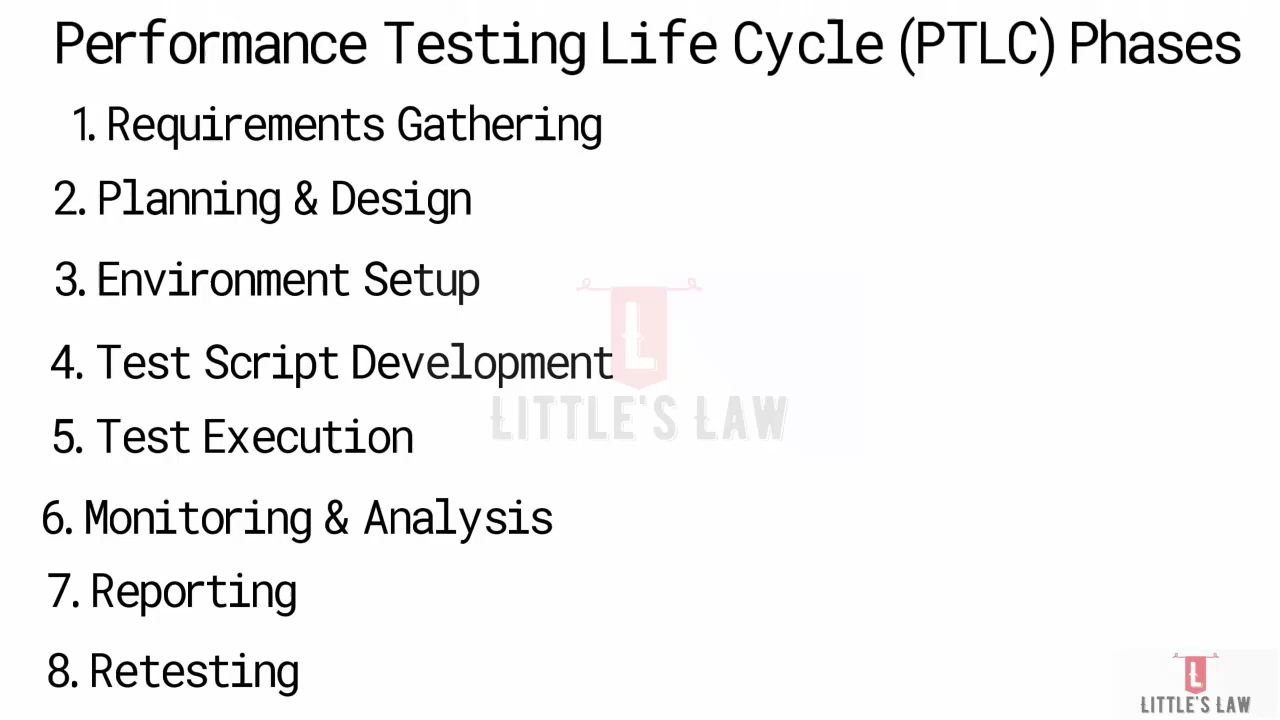 Performance Testing Life Cycle (PTLC) Phases
1. Requirements Gathering
2. Planning & Design
3. Environment Setup
4. Test Script Development
L
LITTLE'S LAW
5. Test Execution
6. Monitoring & Analysis
7. Reporting
8. Retesting
L
LITTLE'S LAW